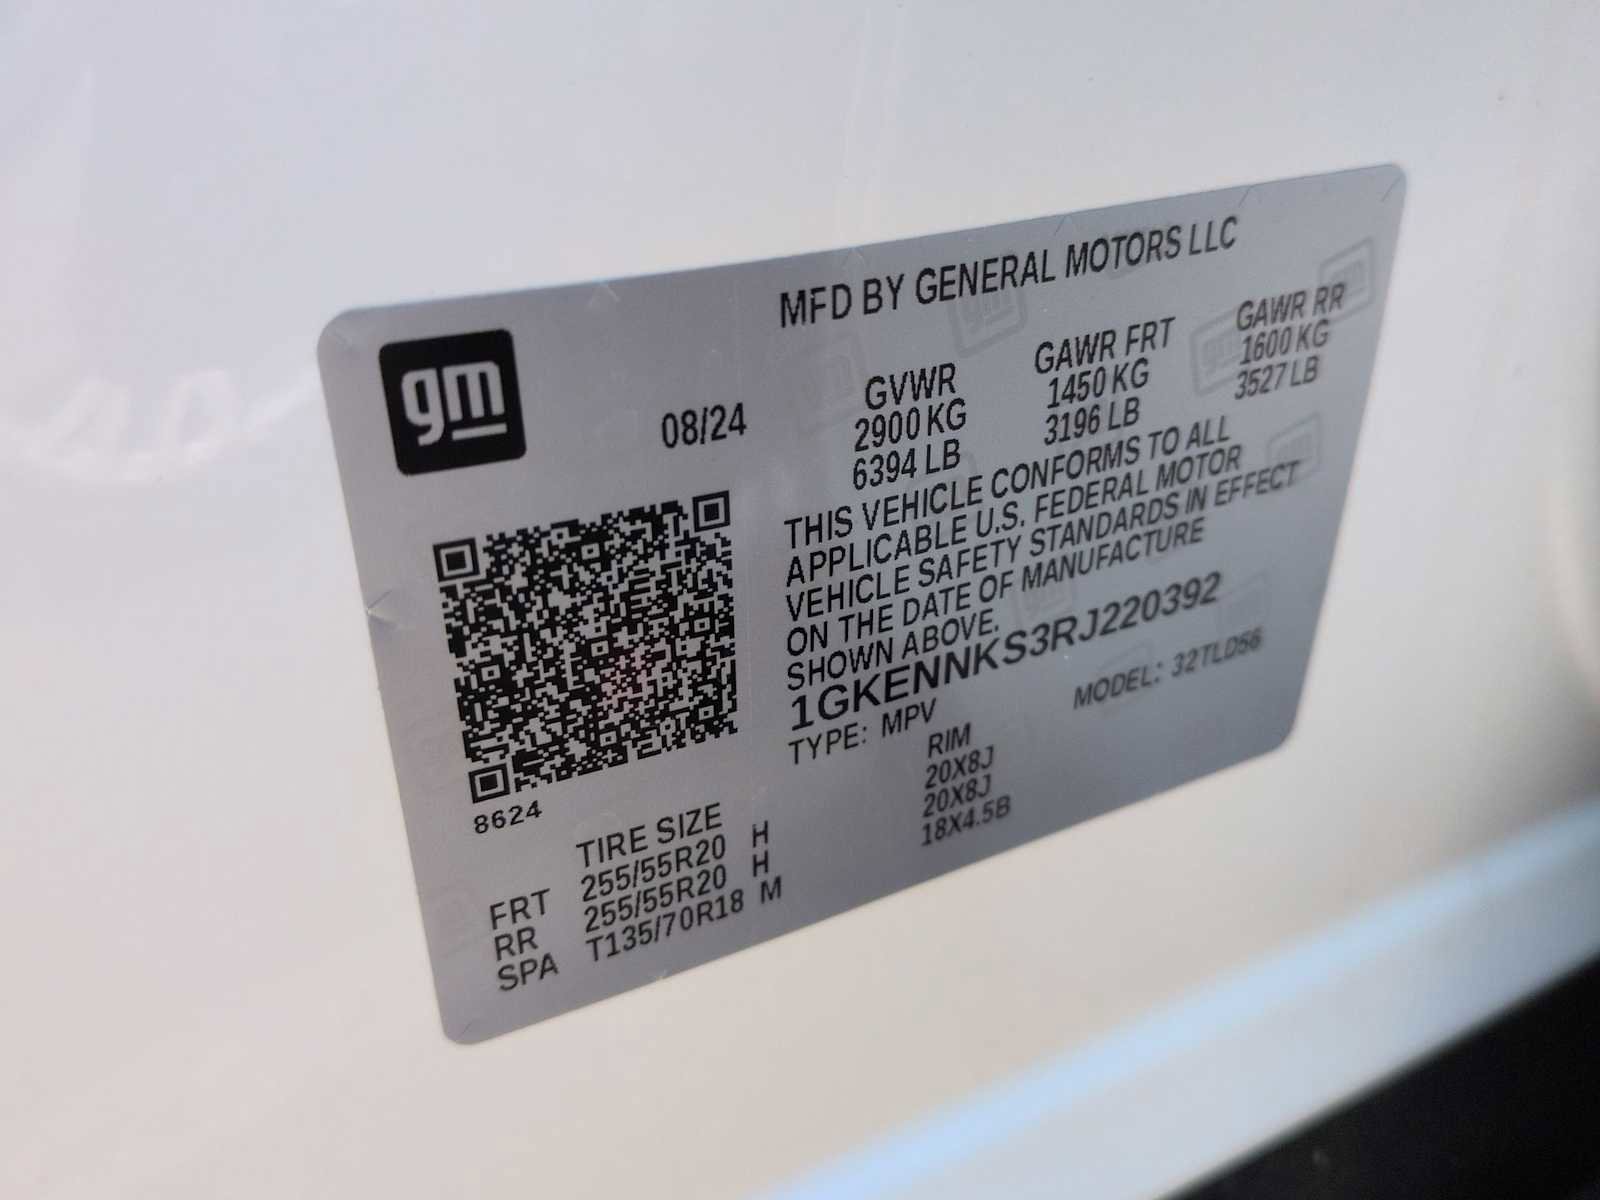 MFD BY GENERAL MOTORS LLC
gm
08/24
GVWR GAWR FRT GAWR RR
2900 KG 1450 KG 1600 KG
6394 LB 3196 LB 3527 LB
THIS VEHICLE CONFORMS TO ALL
APPLICABLE U.S. FEDERAL MOTOR
VEHICLE SAFETY STANDARDS IN EFFECT
ON THE DATE OF MANUFACTURE
SHOWN ABOVE.
1GKENNKS3RJ220392
TYPE: MPV MODEL: 32TLD56
8624
TIRE SIZE RIM
FRT 255/55R20 H 20X8J
RR 255/55R20 H 20X8J
SPA T135/70R18 M 18X4.5B